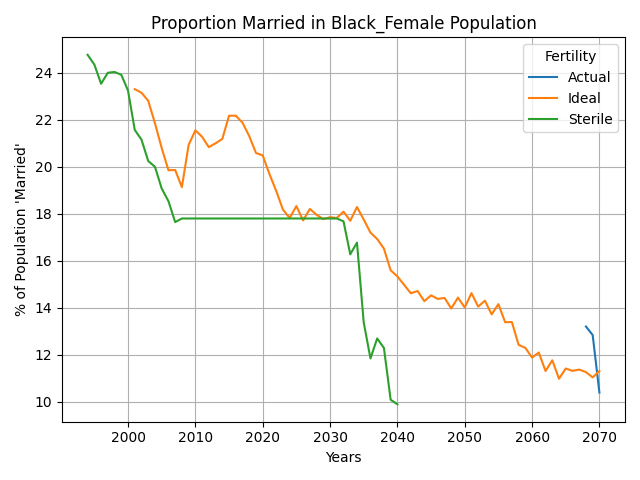 Proportion Married in Black_Female Population
% of Population 'Married'
24
22
20
18
16
14
12
10
Fertility
Actual
Ideal
Sterile
2000 2010 2020 2030 2040 2050 2060 2070
Years